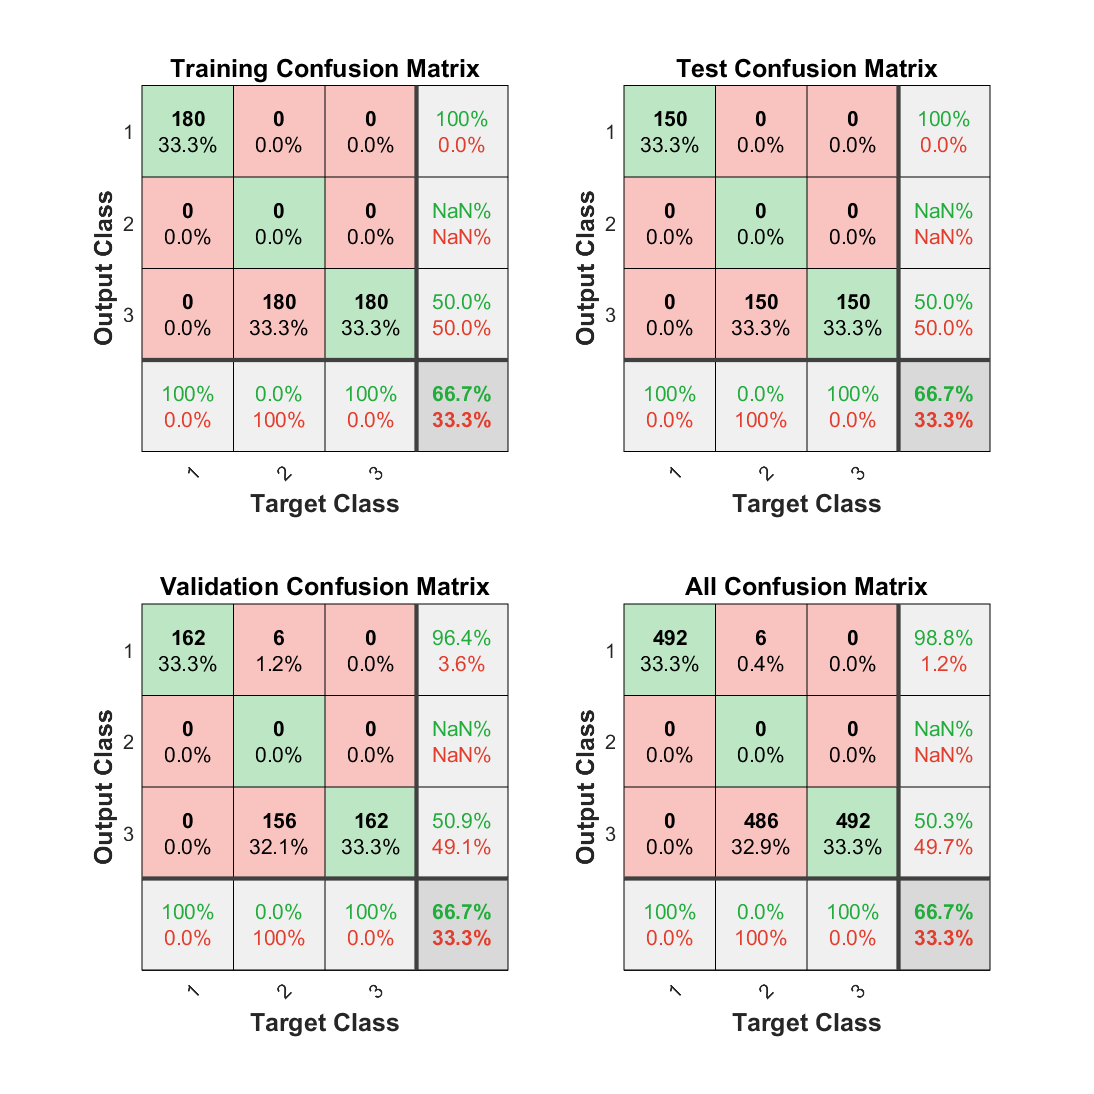 Training Confusion Matrix
1
180 0 0 100%
33.3% 0.0% 0.0% 0.0%
2
0 0 0 NaN%
0.0% 0.0% 0.0% NaN%
3
0 180 180 50.0%
0.0% 33.3% 33.3% 50.0%
100% 0.0% 100% 66.7%
0.0% 100% 0.0% 33.3%
1 2 3
Target Class
Output Class
Test Confusion Matrix
1
150 0 0 100%
33.3% 0.0% 0.0% 0.0%
2
0 0 0 NaN%
0.0% 0.0% 0.0% NaN%
3
0 150 150 50.0%
0.0% 33.3% 33.3% 50.0%
100% 0.0% 100% 66.7%
0.0% 100% 0.0% 33.3%
1 2 3
Target Class
Output Class
Validation Confusion Matrix
1
162 6 0 96.4%
33.3% 1.2% 0.0% 3.6%
2
0 0 0 NaN%
0.0% 0.0% 0.0% NaN%
3
0 156 162 50.9%
0.0% 32.1% 33.3% 49.1%
100% 0.0% 100% 66.7%
0.0% 100% 0.0% 33.3%
1 2 3
Target Class
Output Class
All Confusion Matrix
1
492 6 0 98.8%
33.3% 0.4% 0.0% 1.2%
2
0 0 0 NaN%
0.0% 0.0% 0.0% NaN%
3
0 486 492 50.3%
0.0% 32.9% 33.3% 49.7%
100% 0.0% 100% 66.7%
0.0% 100% 0.0% 33.3%
1 2 3
Target Class
Output Class